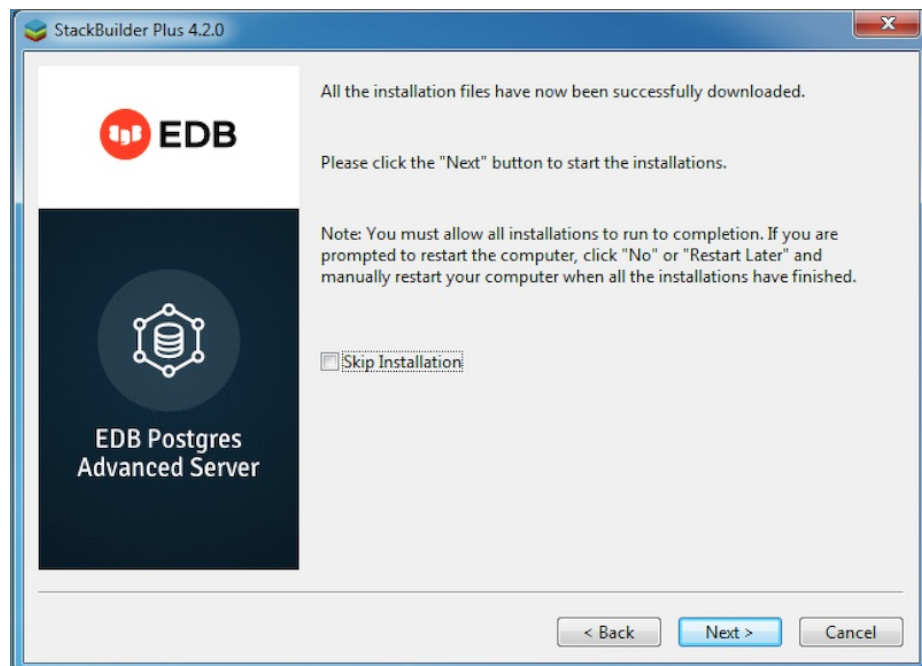 StackBuilder Plus 4.2.0
EDB
EDB Postgres
Advanced Server
All the installation files have now been successfully downloaded.
Please click the "Next" button to start the installations.
Note: You must allow all installations to run to completion. If you are
prompted to restart the computer, click "No" or "Restart Later" and
manually restart your computer when all the installations have finished.
Skip Installation
< Back
Next >
Cancel